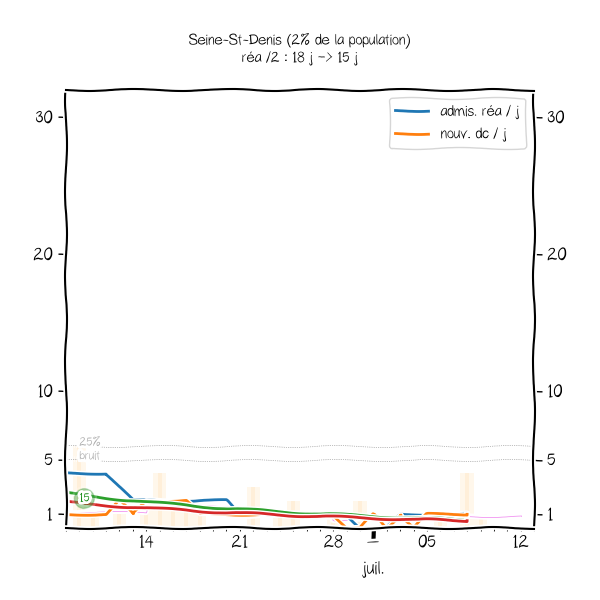 Seine-St-Denis (2% de la population)
réa /2 : 18 j -> 15 j
admis. réa / j
nouv. dc / j
30 30
20 20
10 10
25%
bruit
5 5
15
1 1
14 21 28 1 05 12
juil.